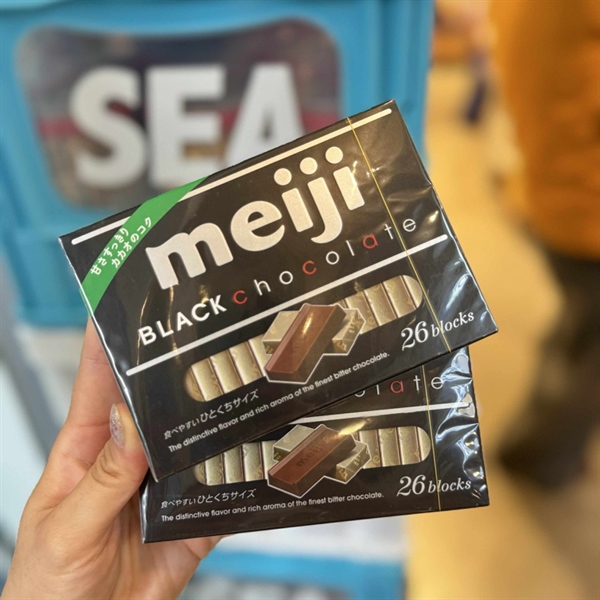 SEA
甘さすっきり
カカオのコク
meiji
BLACK chocolate
26 blocks
食べやすいひとくちサイズ
The distinctive flavor and rich aroma of the finest bitter chocolate.
olate
26 blocks
食べやすいひとくちサイズ
The distinctive flavor and rich aroma of the finest bitter chocolate.